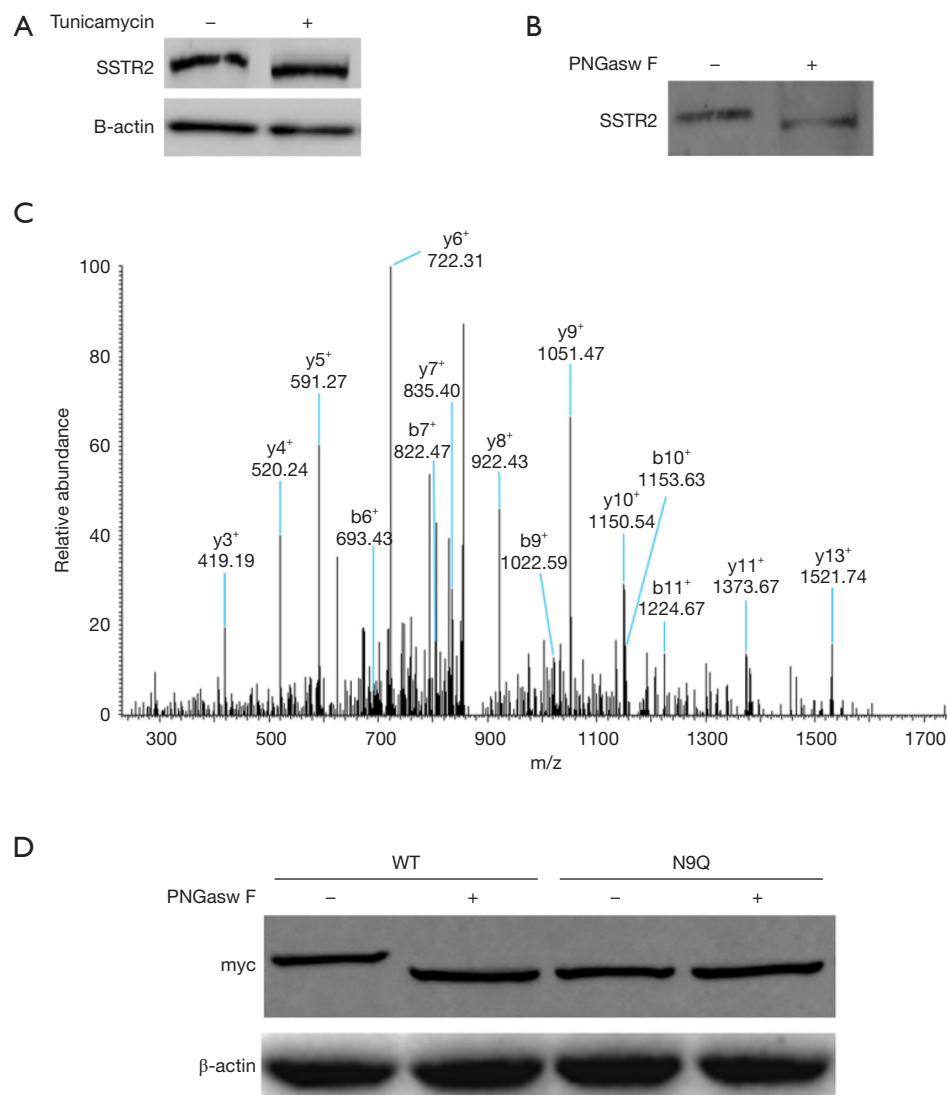 A
Tunicamycin – +
SSTR2
B-actin
B
PNGasw F – +
SSTR2
C
Relative abundance
100
80
60
40
20
0
y3+
419.19
y4+
520.24
y5+
591.27
b6+
693.43
y6+
722.31
y7+
835.40
b7+
822.47
y8+
922.43
y9+
1051.47
b9+
1022.59
y10+
1150.54
b10+
1153.63
b11+
1224.67
y11+
1373.67
y13+
1521.74
300 500 700 900 1100 1300 1500 1700
m/z
D
WT N9Q
PNGasw F – + – +
myc
β-actin